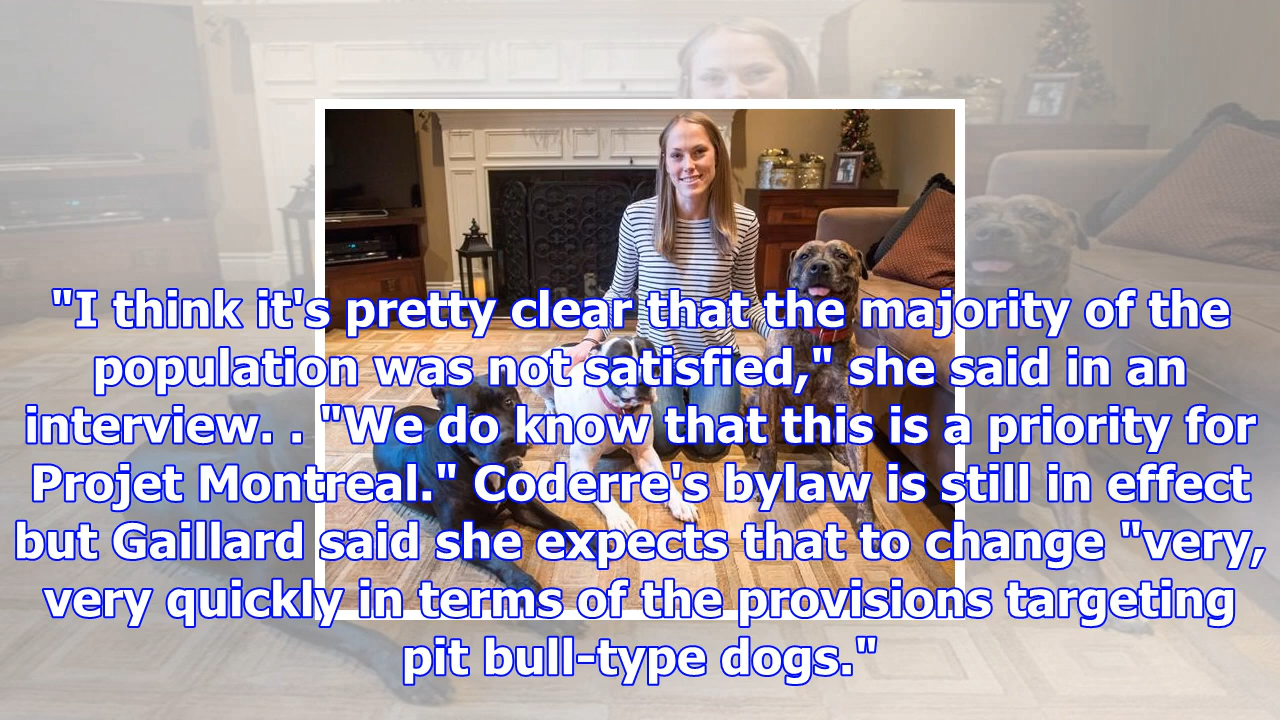 "I think it's pretty clear that the majority of the
population was not satisfied," she said in an
interview. . "We do know that this is a priority for
Projet Montreal." Coderre's bylaw is still in effect
but Gaillard said she expects that to change "very,
very quickly in terms of the provisions targeting
pit bull-type dogs."